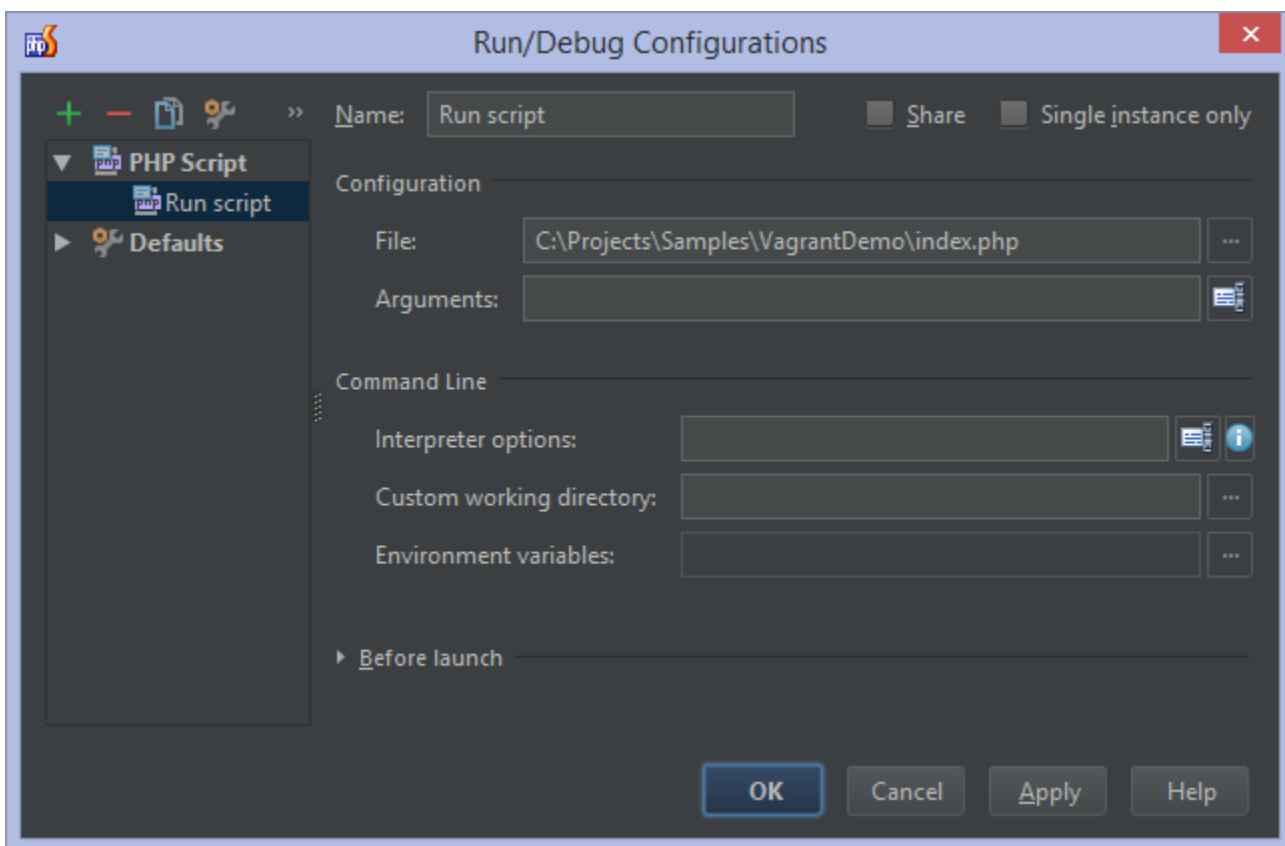 Run/Debug Configurations
Name: Run script Share Single instance only
PHP Script
Run script
Defaults
Configuration
File: C:\Projects\Samples\VagrantDemo\index.php ...
Arguments:
Command Line
Interpreter options:
Custom working directory: ...
Environment variables: ...
Before launch
OK Cancel Apply Help